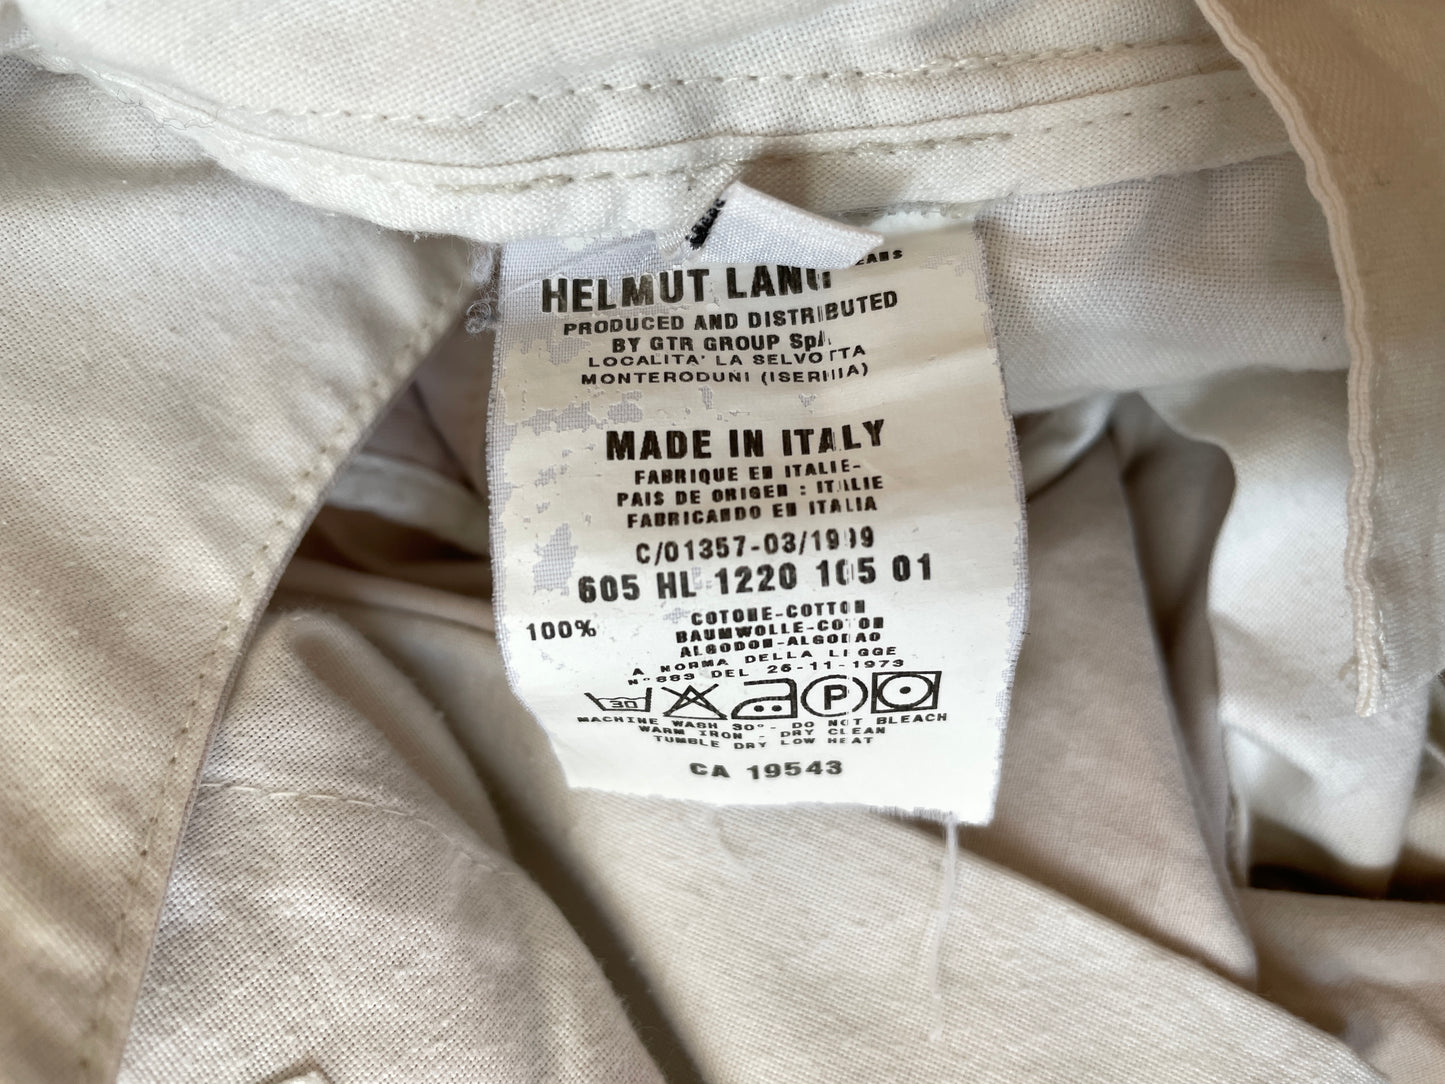 HELMUT LANG
PRODUCED AND DISTRIBUTED
BY GTR GROUP SpA
LOCALITA' LA SELVOTTA
MONTERODUNI (ISERNIA)
MADE IN ITALY
FABRIQUE EN ITALIE-
PAIS DE ORIGEN : ITALIE
FABRICANDO EN ITALIA
C/01357-03/1999
605 HL 1220 105 01
COTONE-COTTON
100% BAUMWOLLE-COTON
ALGODON-ALGODAO
A NORMA DELLA LEGGE
N° 883 DEL 26-11-1973
30 P
MACHINE WASH 30° - DO NOT BLEACH
WARM IRON - DRY CLEAN
TUMBLE DRY LOW HEAT
CA 19543